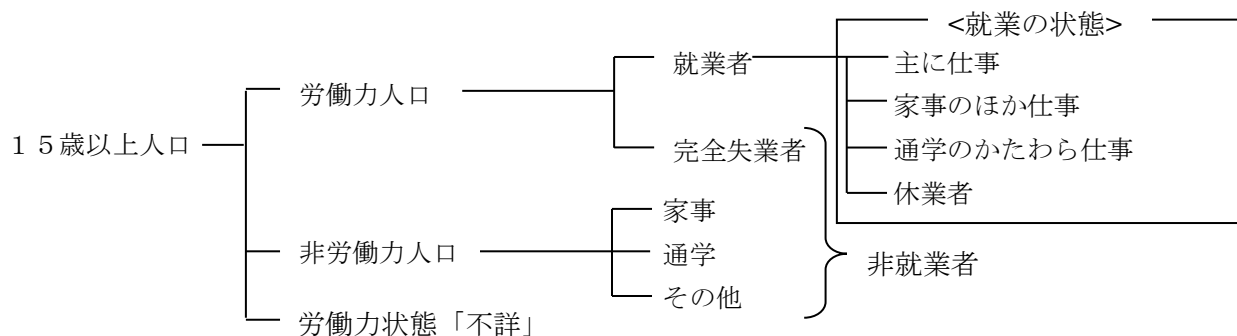 <就業の状態>
就業者
主に仕事
労働力人口
家事のほか仕事
１５歳以上人口
完全失業者
通学のかたわら仕事
休業者
家事
非労働力人口
通学
非就業者
その他
労働力状態「不詳」